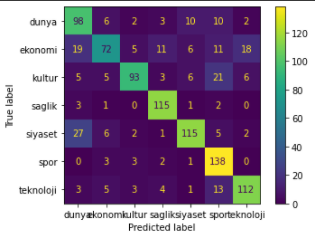 dunya 98 6 2 3 10 10 2
ekonomi 19 72 5 11 6 11 18
kultur 5 5 93 3 6 21 6
saglik 3 1 0 115 1 2 0
siyaset 27 6 2 1 115 5 2
spor 0 3 3 2 1 138 0
teknoloji 3 5 3 4 1 13 112
dunya ekonomi kultur saglik siyaset spor teknoloji
Predicted label
True label
120
100
80
60
40
20
0